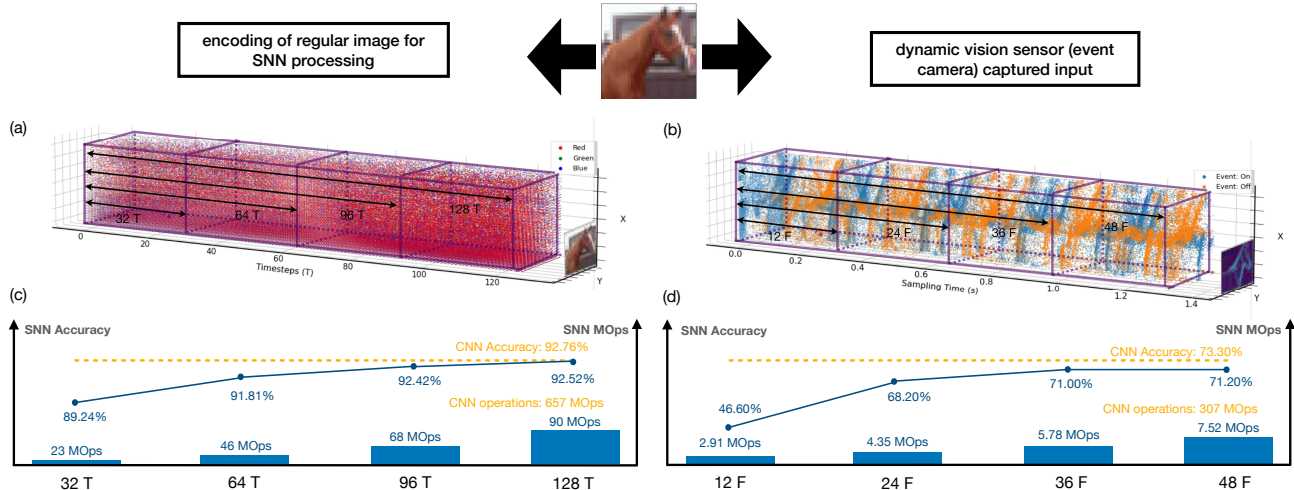 encoding of regular image for
SNN processing
dynamic vision sensor (event
camera) captured input
(a)
Red
Green
Blue
32 T
64 T
96 T
128 T
X
0
20
40
60
80
100
120
Timesteps (T)
Y
(b)
Event: On
Event: Off
12 F
24 F
36 F
48 F
X
0.0
0.2
0.4
0.6
0.8
1.0
1.2
1.4
Sampling Time (s)
Y
(c)
SNN Accuracy
SNN MOps
CNN Accuracy: 92.76%
89.24%
91.81%
92.42%
92.52%
CNN operations: 657 MOps
23 MOps
46 MOps
68 MOps
90 MOps
32 T
64 T
96 T
128 T
(d)
SNN Accuracy
SNN MOps
CNN Accuracy: 73.30%
46.60%
68.20%
71.00%
71.20%
CNN operations: 307 MOps
2.91 MOps
4.35 MOps
5.78 MOps
7.52 MOps
12 F
24 F
36 F
48 F